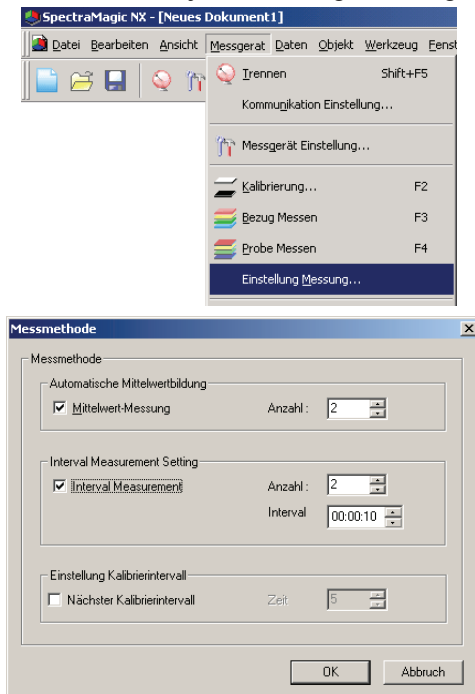 SpectraMagic NX - [Neues Dokument1]
Datei Bearbeiten Ansicht Messgerat Daten Objekt Werkzeug Fenst
Trennen Shift+F5
Kommunikation Einstellung...
Messgerät Einstellung...
Kalibrierung... F2
Bezug Messen F3
Probe Messen F4
Einstellung Messung...
Messmethode
Messmethode
Automatische Mittelwertbildung
Mittelwert-Messung Anzahl : 2
Interval Measurement Setting
Interval Measurement Anzahl : 2
Interval 00:00:10
Einstellung Kalibrierintervall
Nächster Kalibrierintervall Zeit 5
OK Abbruch